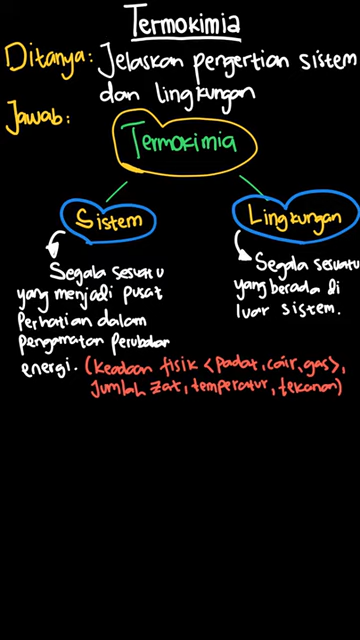 Termokimia
Ditanya: Jelaskan pengertian sistem
dan lingkungan
Jawab:
Termokimia
Sistem
Lingkungan
Segala sesuatu
yang menjadi pusat
perhatian dalam
pengamatan perubahan
energi. (keadaan fisik <padat, cair, gas>,
jumlah zat, temperatur, tekanan)
Segala sesuatu
yang berada di
luar sistem.